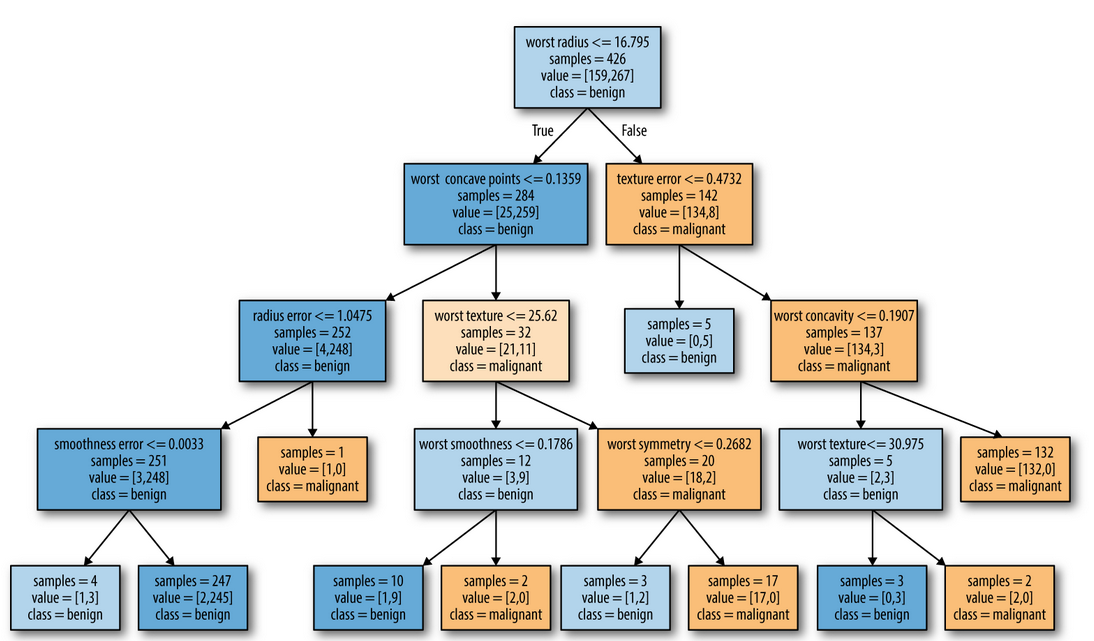 worst radius <= 16.795
samples = 426
value = [159,267]
class = benign
True
False
worst concave points <= 0.1359
samples = 284
value = [25,259]
class = benign
texture error <= 0.4732
samples = 142
value = [134,8]
class = malignant
radius error <= 1.0475
samples = 252
value = [4,248]
class = benign
worst texture <= 25.62
samples = 32
value = [21,11]
class = malignant
samples = 5
value = [0,5]
class = benign
worst concavity <= 0.1907
samples = 137
value = [134,3]
class = malignant
smoothness error <= 0.0033
samples = 251
value = [3,248]
class = benign
samples = 1
value = [1,0]
class = malignant
worst smoothness <= 0.1786
samples = 12
value = [3,9]
class = benign
worst symmetry <= 0.2682
samples = 20
value = [18,2]
class = malignant
worst texture<= 30.975
samples = 5
value = [2,3]
class = benign
samples = 132
value = [132,0]
class = malignant
samples = 4
value = [1,3]
class = benign
samples = 247
value = [2,245]
class = benign
samples = 10
value = [1,9]
class = benign
samples = 2
value = [2,0]
class = malignant
samples = 3
value = [1,2]
class = benign
samples = 17
value = [17,0]
class = malignant
samples = 3
value = [0,3]
class = benign
samples = 2
value = [2,0]
class = malignant